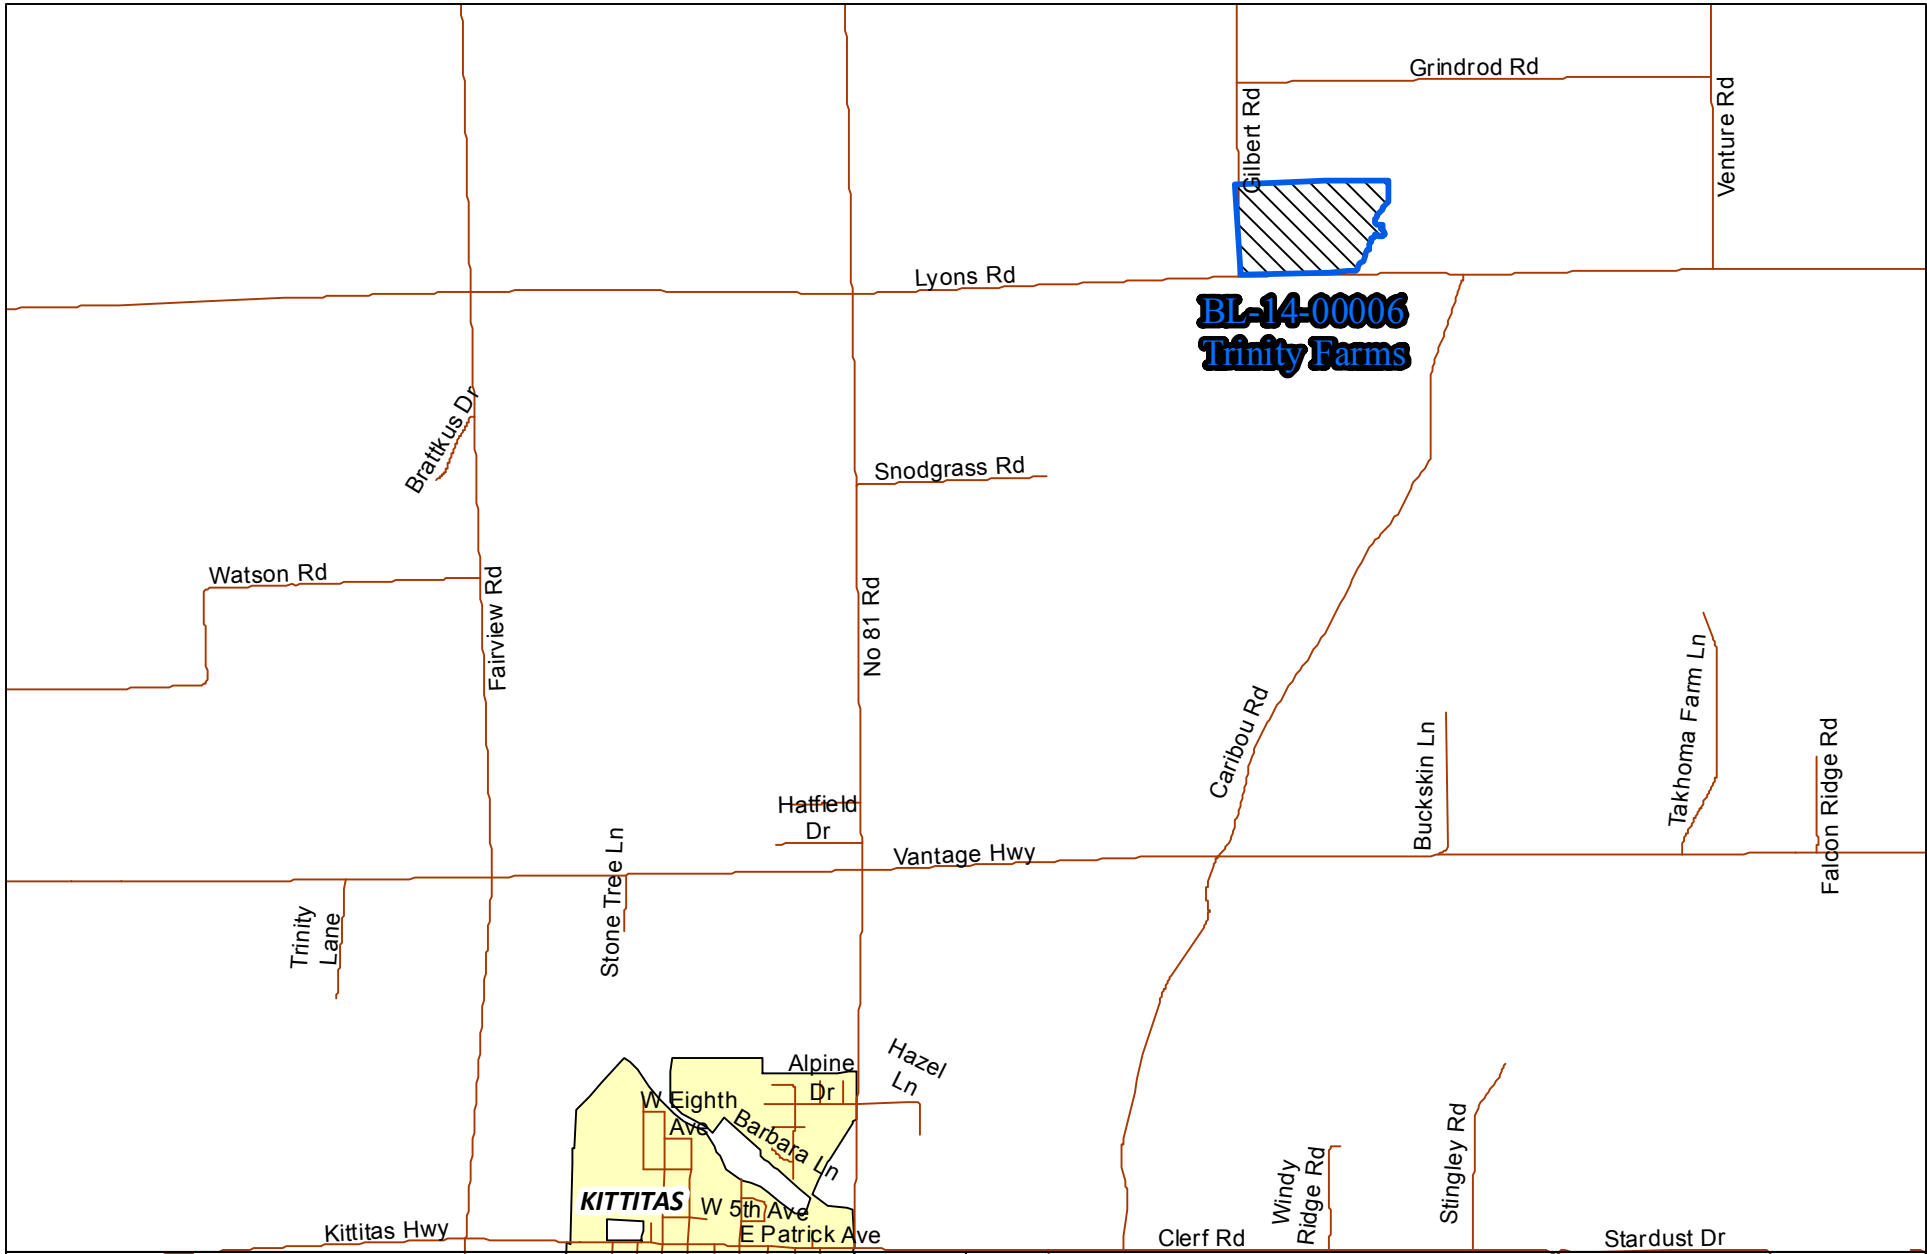 Grindrod Rd
Gilbert Rd
Venture Rd
Lyons Rd
BL-14-00006
Trinity Farms
Brattkus Dr
Snodgrass Rd
Watson Rd
Fairview Rd
No 81 Rd
Caribou Rd
Takhoma Farm Ln
Buckskin Ln
Falcon Ridge Rd
Hatfield
Dr
Vantage Hwy
Stone Tree Ln
Trinity
Lane
Alpine
Dr
Hazel
Ln
W Eighth
Ave
Barbara Ln
KITTITAS
W 5th Ave
E Patrick Ave
Kittitas Hwy
Clerf Rd
Windy
Ridge Rd
Stingley Rd
Stardust Dr